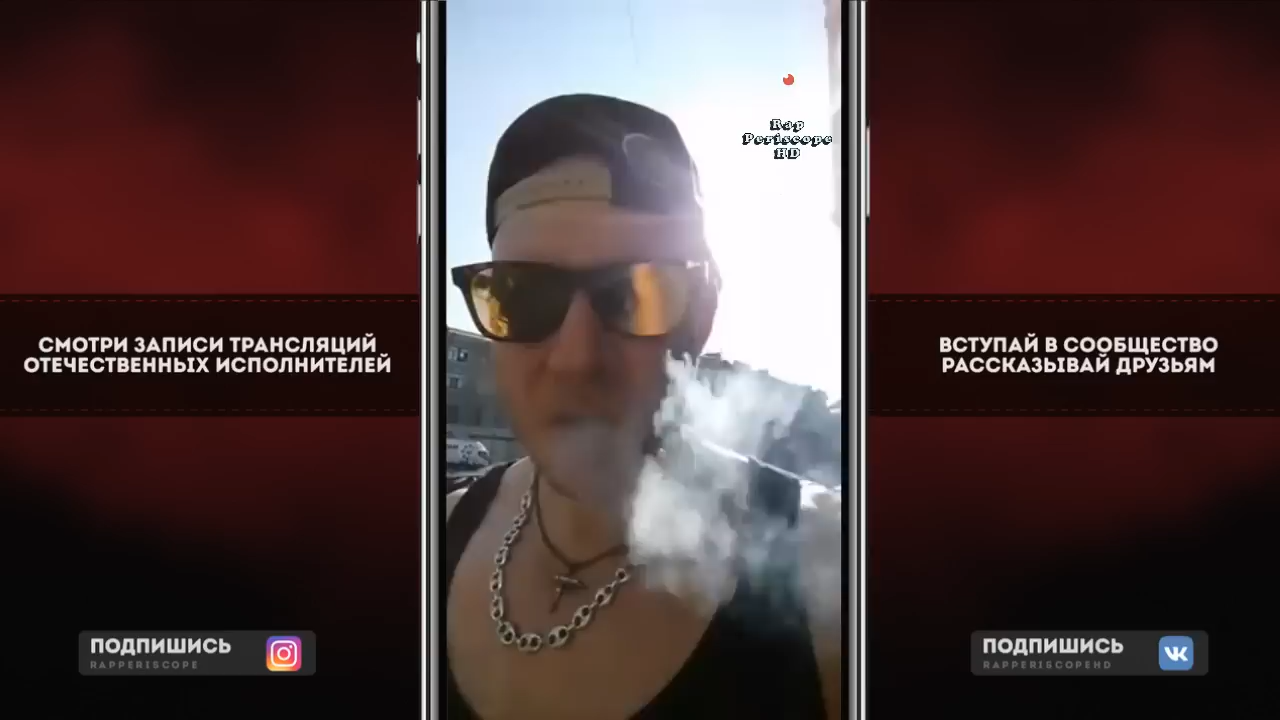 Rap
Periscope
HD
СМОТРИ ЗАПИСИ ТРАНСЛЯЦИЙ
ОТЕЧЕСТВЕННЫХ ИСПОЛНИТЕЛЕЙ
ВСТУПАЙ В СООБЩЕСТВО
РАССКАЗЫВАЙ ДРУЗЬЯМ
ПОДПИШИСЬ
RAPPERISCOPE
ПОДПИШИСЬ
RAPPERISCOPEHD